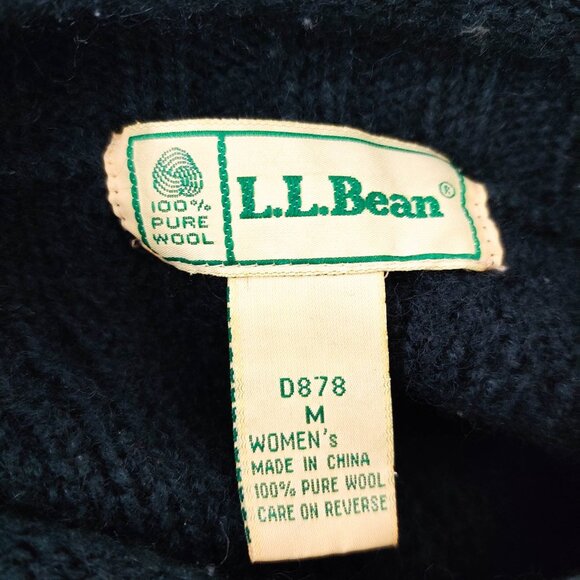 100%
PURE
WOOL
L.L.Bean®
D878
M
WOMEN's
MADE IN CHINA
100% PURE WOOL
CARE ON REVERSE